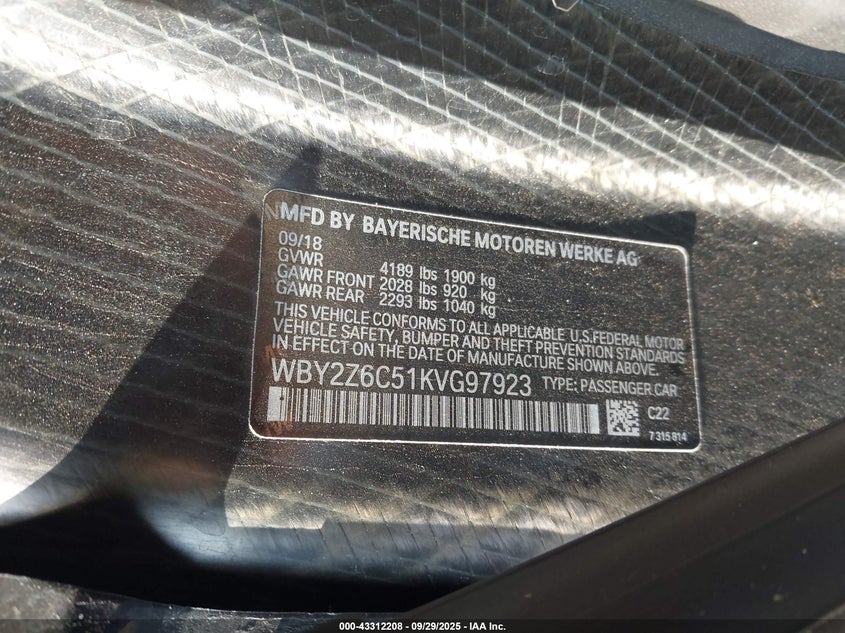 MFD BY BAYERISCHE MOTOREN WERKE AG
09/18
GVWR 4189 lbs 1900 kg
GAWR FRONT 2028 lbs 920 kg
GAWR REAR 2293 lbs 1040 kg
THIS VEHICLE CONFORMS TO ALL APPLICABLE U.S.FEDERAL MOTOR
VEHICLE SAFETY, BUMPER AND THEFT PREVENTION STANDARDS
IN EFFECT ON THE DATE OF MANUFACTURE SHOWN ABOVE.
WBY2Z6C51KVG97923 TYPE: PASSENGER CAR
C22
7 315 814
000-43312208 - 09/29/2025 - IAA Inc.